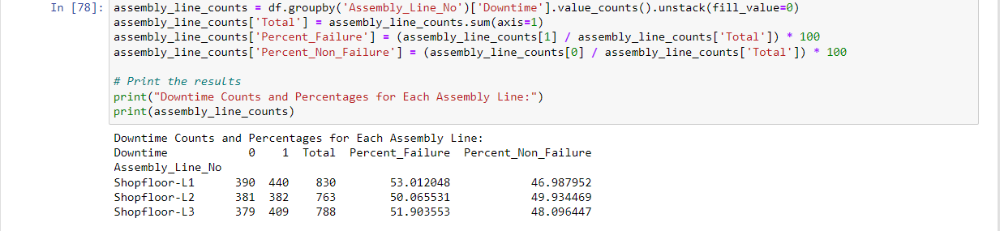 In [78]: assembly_line_counts = df.groupby('Assembly_Line_No')['Downtime'].value_counts().unstack(fill_value=0)
assembly_line_counts['Total'] = assembly_line_counts.sum(axis=1)
assembly_line_counts['Percent_Failure'] = (assembly_line_counts[1] / assembly_line_counts['Total']) * 100
assembly_line_counts['Percent_Non_Failure'] = (assembly_line_counts[0] / assembly_line_counts['Total']) * 100
# Print the results
print("Downtime Counts and Percentages for Each Assembly Line:")
print(assembly_line_counts)
Downtime Counts and Percentages for Each Assembly Line:
Downtime 0 1 Total Percent_Failure Percent_Non_Failure
Assembly_Line_No
Shopfloor-L1 390 440 830 53.012048 46.987952
Shopfloor-L2 381 382 763 50.065531 49.934469
Shopfloor-L3 379 409 788 51.903553 48.096447